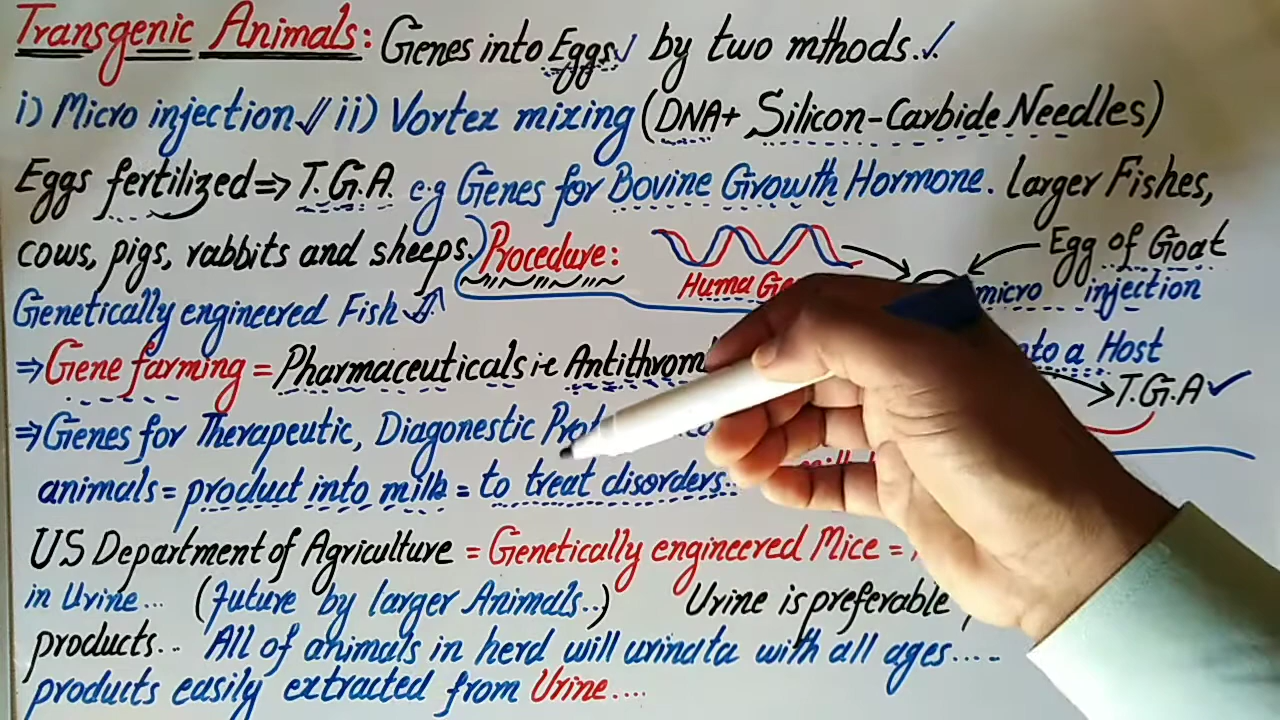 Transgenic Animals: Genes into Eggs by two mthods.
i) Micro injection ii) Vortex mixing (DNA+ Silicon-Carbide Needles)
Eggs fertilized ⇒ T.G.A. e.g Genes for Bovine Growth Hormone. larger Fishes,
cows, pigs, rabbits and sheeps. Procedure: Egg of Goat
Huma micro injection
Genetically engineered Fish
⇒ Gene farming = Pharmaceuticals i.e into a Host
T.G.A
⇒ Genes for Therapeutic, Diagonestic
animals = product into milk = to treat disorders.
US Department of Agriculture = Genetically engineered Mice =
in Urine... (future by larger Animals..) Urine is preferable
products.. All of animals in herd will urinata with all ages.....
products easily extracted from Urine....